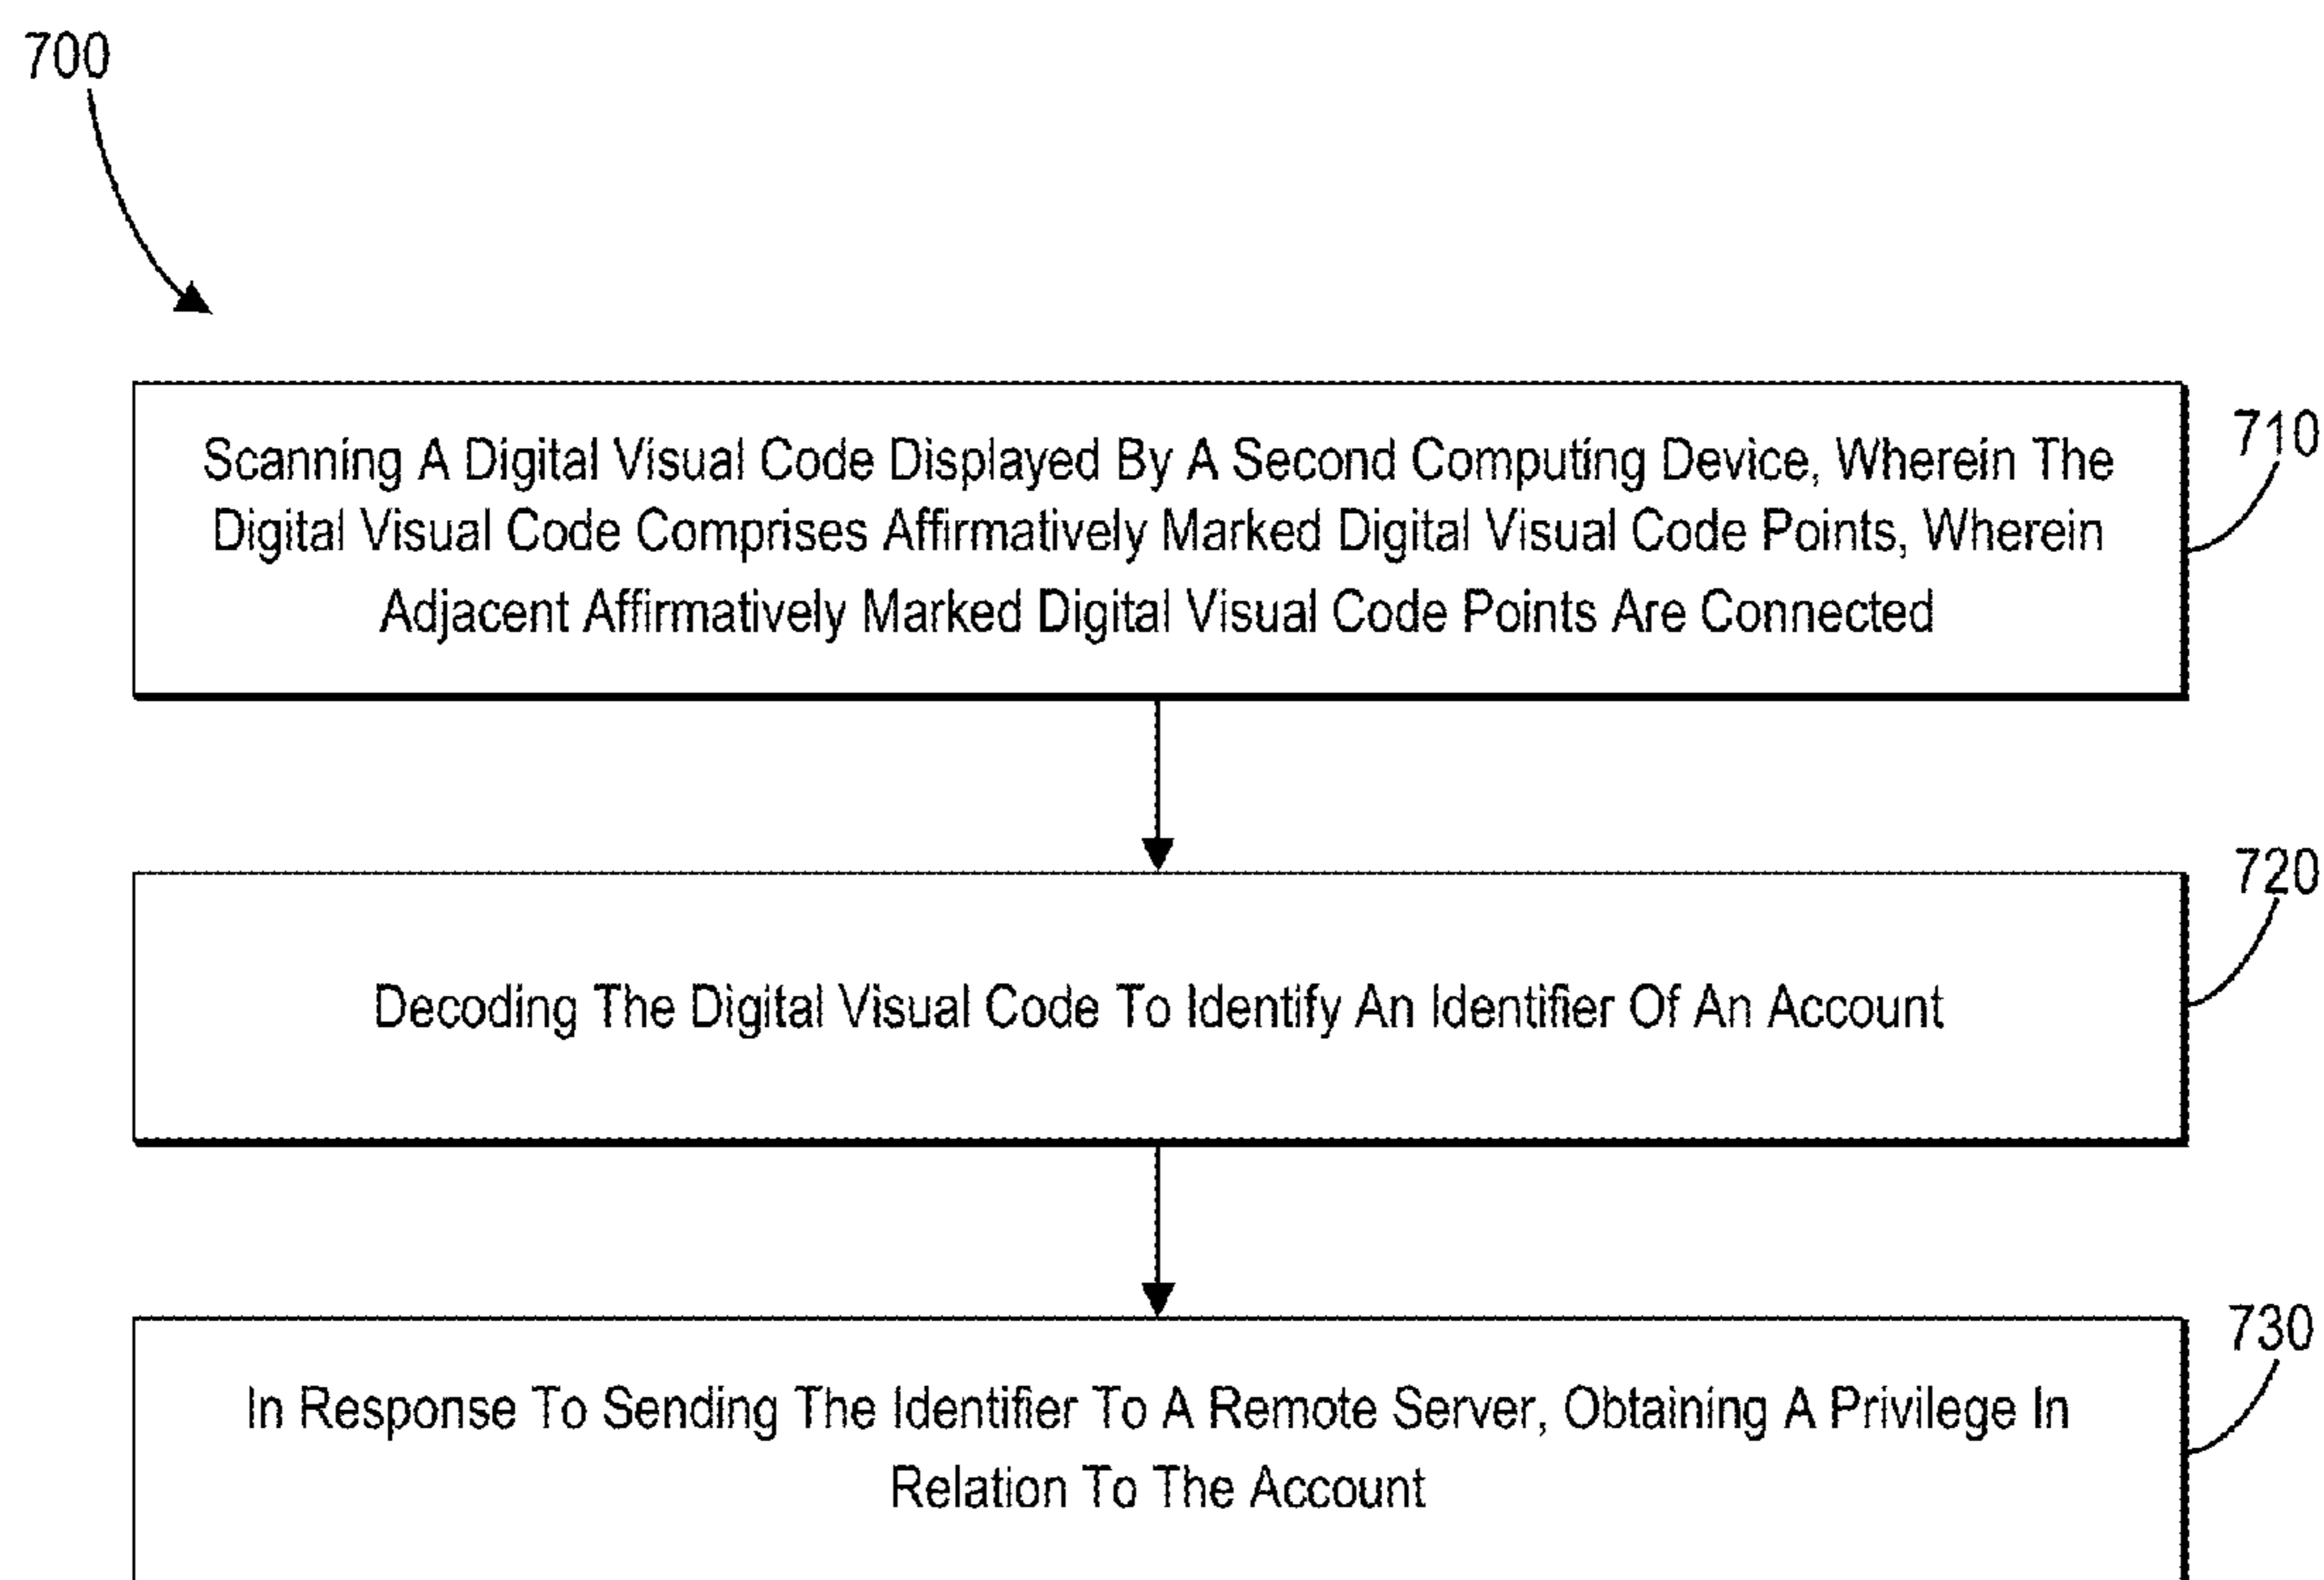 700
710
Scanning A Digital Visual Code Displayed By A Second Computing Device, Wherein The
Digital Visual Code Comprises Affirmatively Marked Digital Visual Code Points, Wherein
Adjacent Affirmatively Marked Digital Visual Code Points Are Connected
720
Decoding The Digital Visual Code To Identify An Identifier Of An Account
730
In Response To Sending The Identifier To A Remote Server, Obtaining A Privilege In
Relation To The Account